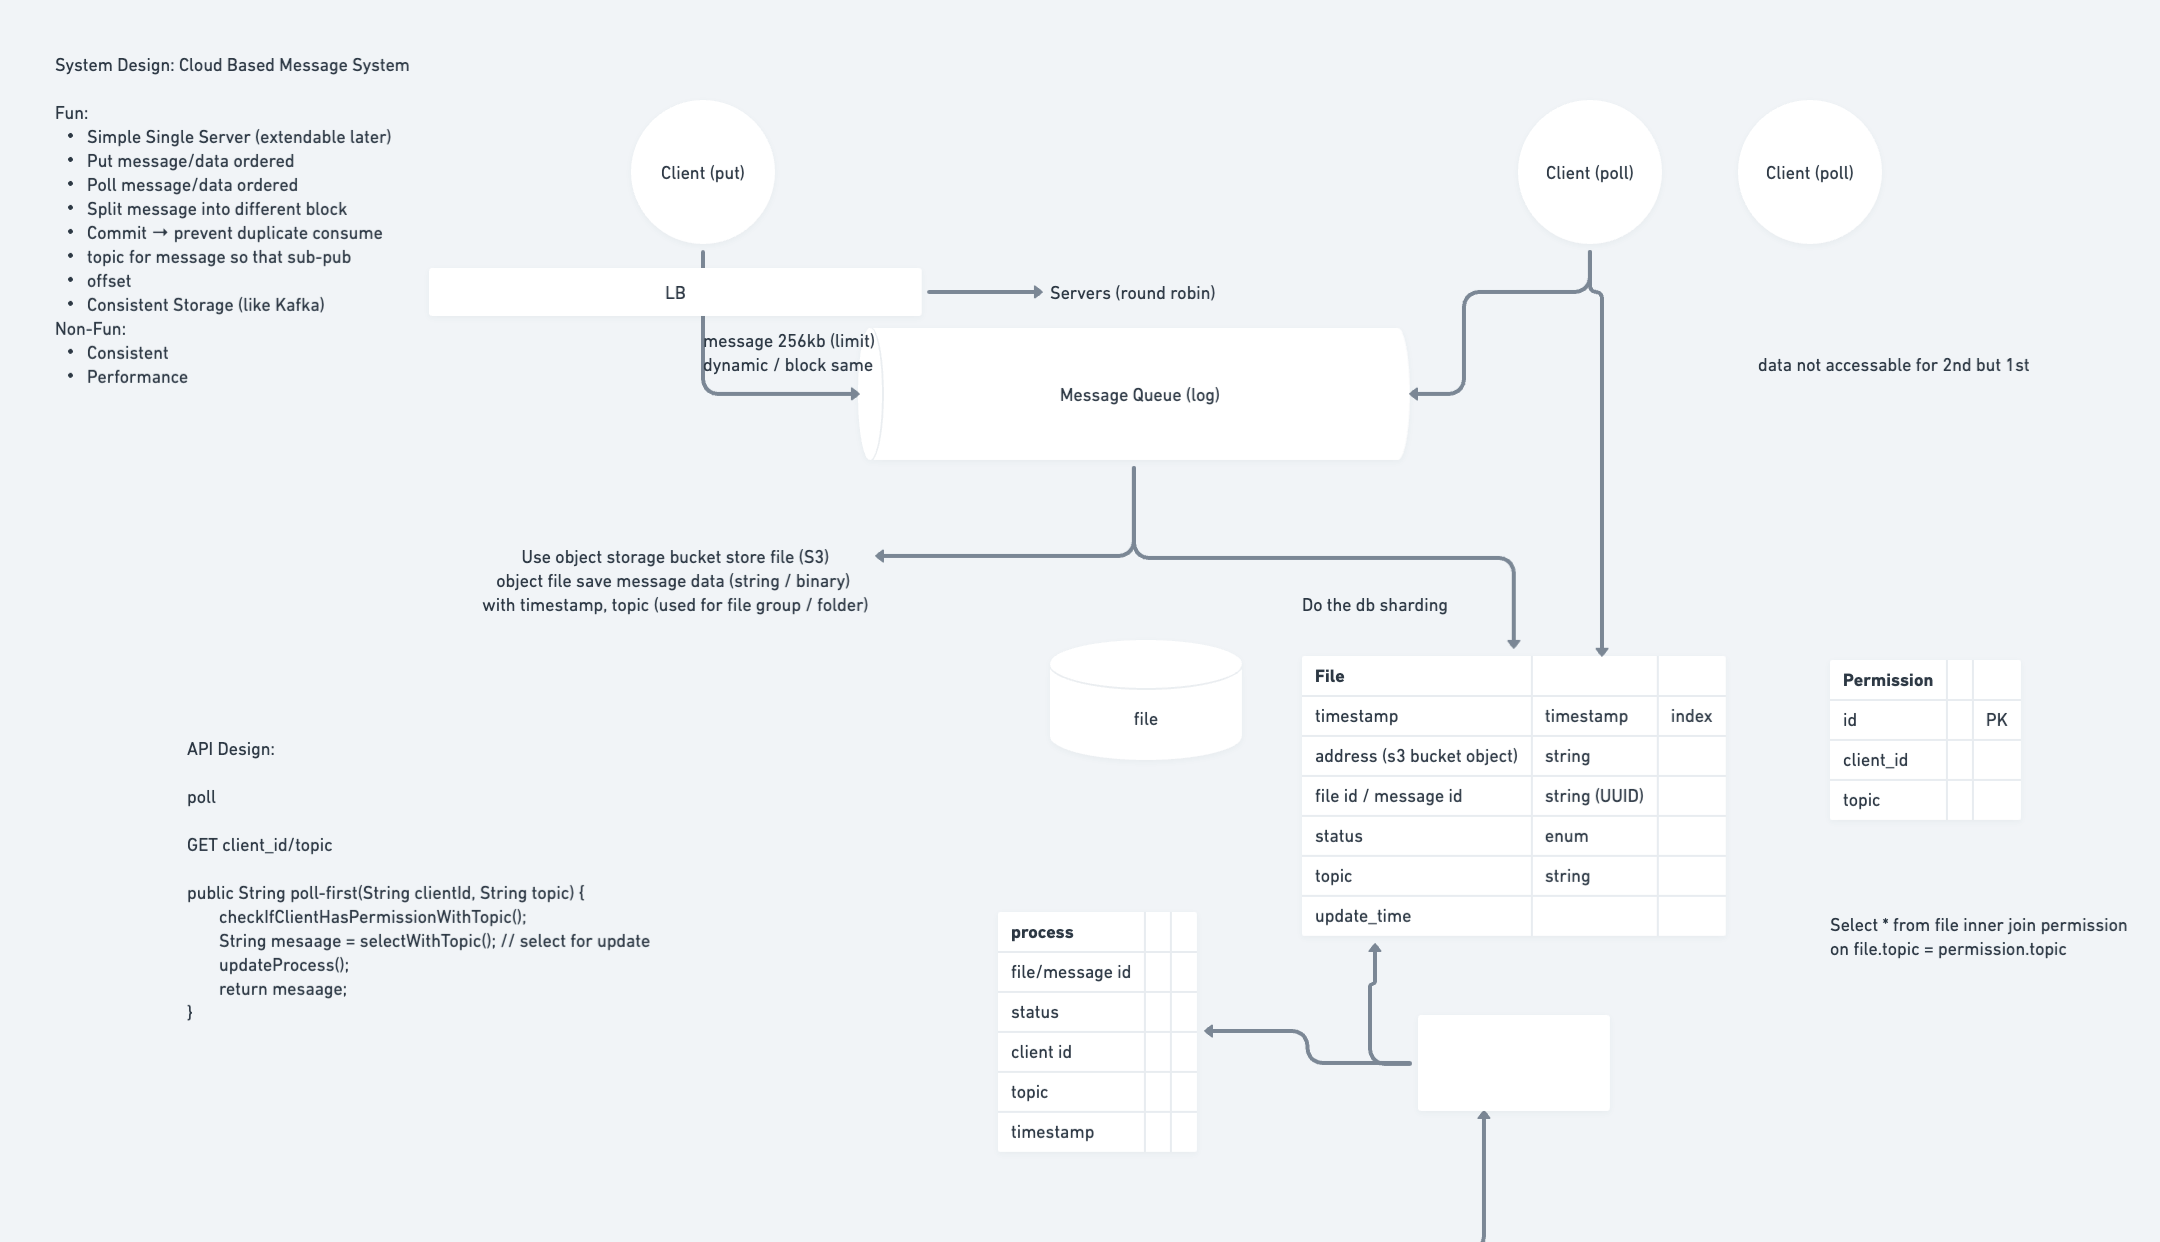 System Design: Cloud Based Message System
Fun:
• Simple Single Server (extendable later)
• Put message/data ordered
• Poll message/data ordered
• Split message into different block
• Commit → prevent duplicate consume
• topic for message so that sub-pub
• offset
• Consistent Storage (like Kafka)
Non-Fun:
• Consistent
• Performance
Client (put)
Client (poll)
Client (poll)
LB
Servers (round robin)
message 256kb (limit)
dynamic / block same
Message Queue (log)
data not accessable for 2nd but 1st
Use object storage bucket store file (S3)
object file save message data (string / binary)
with timestamp, topic (used for file group / folder)
Do the db sharding
file
File
timestamp timestamp index
address (s3 bucket object) string
file id / message id string (UUID)
status enum
topic string
update_time
Permission
id PK
client_id
topic
Select * from file inner join permission
on file.topic = permission.topic
API Design:
poll
GET client_id/topic
public String poll-first(String clientId, String topic) {
checkIfClientHasPermissionWithTopic();
String mesaage = selectWithTopic(); // select for update
updateProcess();
return mesaage;
}
process
file/message id
status
client id
topic
timestamp